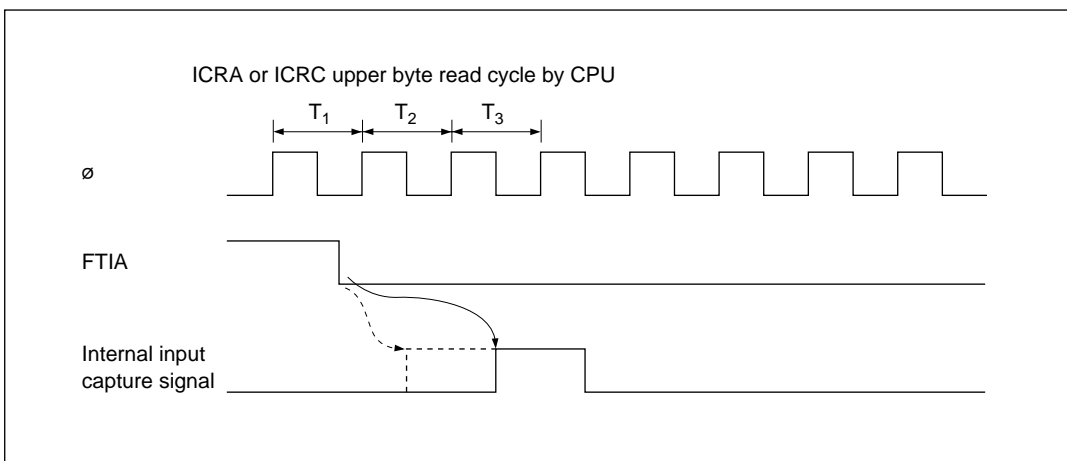 ICRA or ICRC upper byte read cycle by CPU
T1 T2 T3
ø
FTIA
Internal input
capture signal